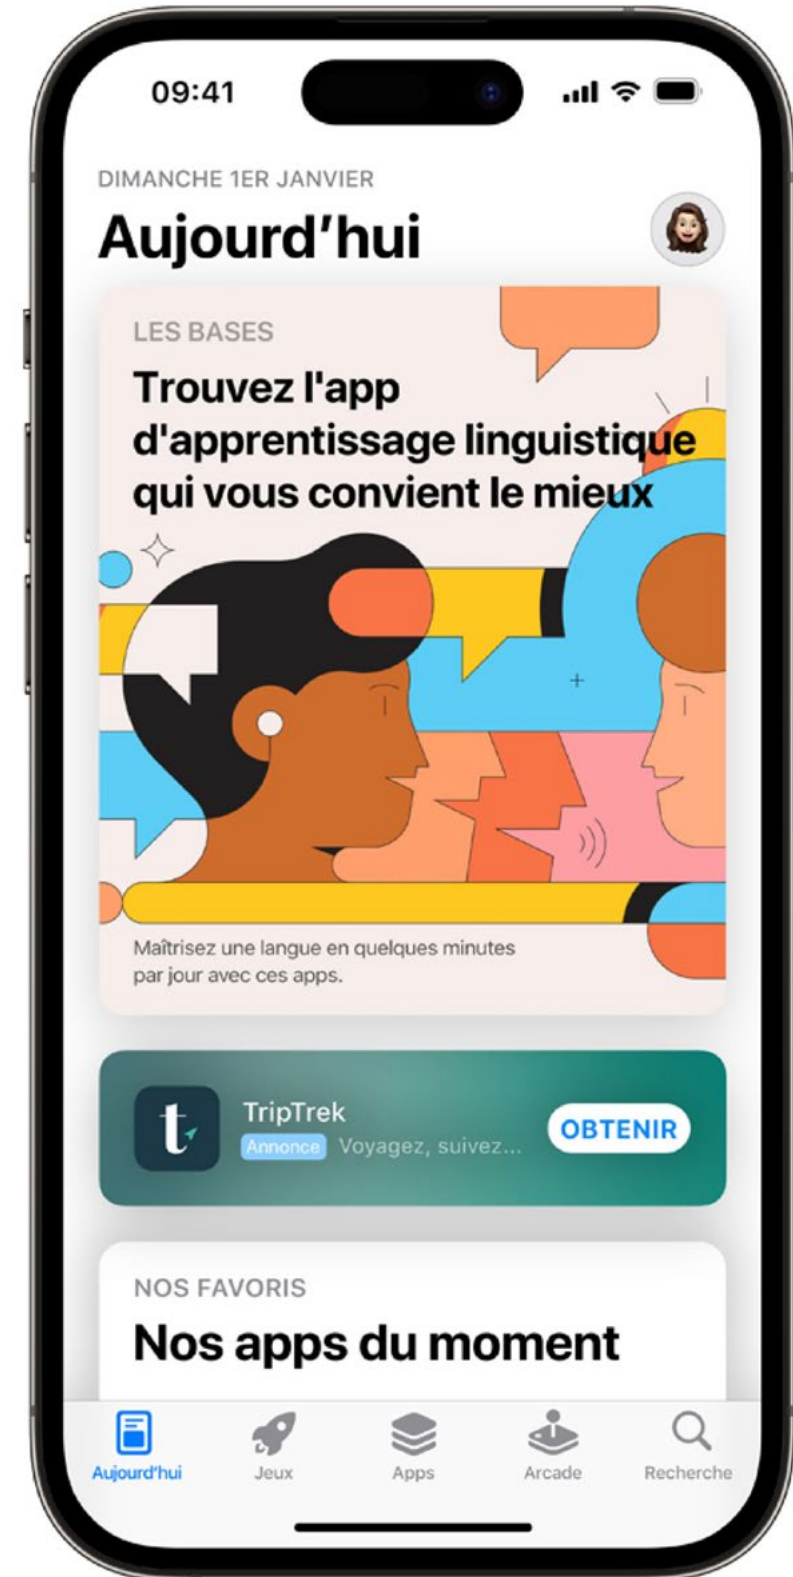 09:41
DIMANCHE 1ER JANVIER
Aujourd’hui
LES BASES
Trouvez l'app
d'apprentissage linguistique
qui vous convient le mieux
Maîtrisez une langue en quelques minutes
par jour avec ces apps.
t
TripTrek
OBTENIR
Annonce Voyagez, suivez...
NOS FAVORIS
Nos apps du moment
Aujourd’hui Jeux Apps Arcade Recherche